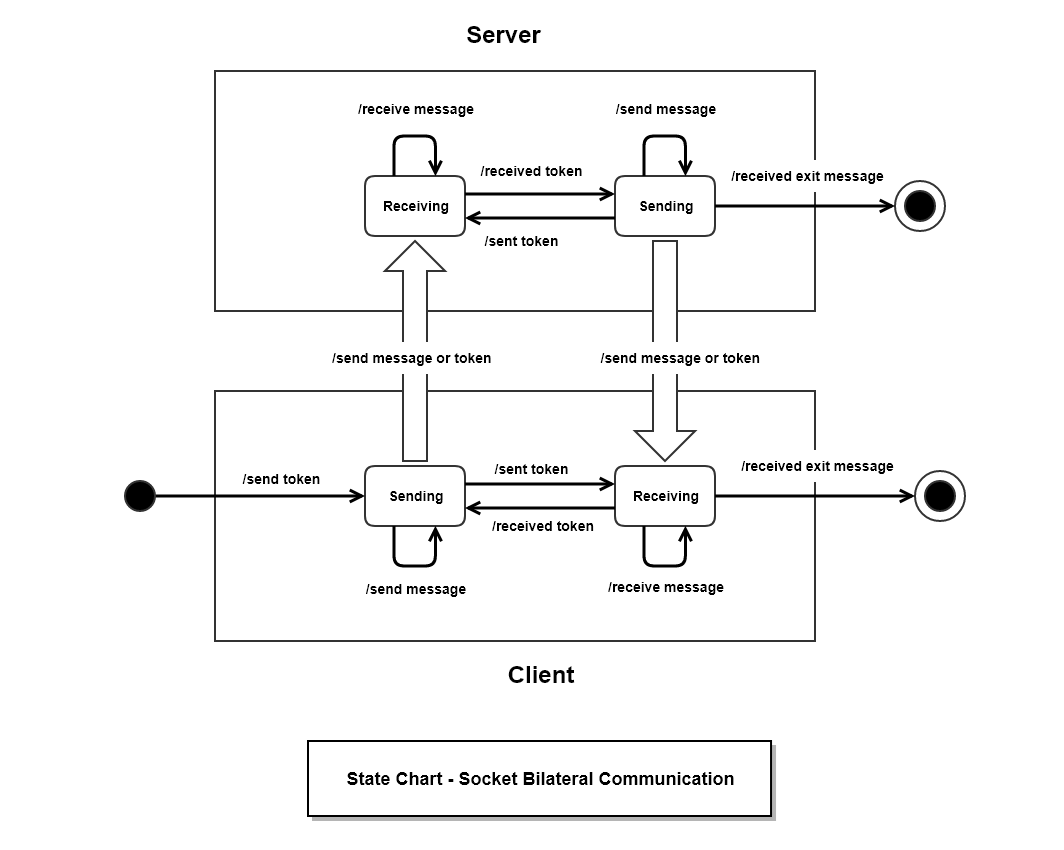 Server
/receive message
/send message
/received token
/received exit message
Receiving
Sending
/sent token
/send message or token
/send message or token
/send token
/sent token
/received exit message
Sending
Receiving
/received token
/send message
/receive message
Client
State Chart - Socket Bilateral Communication